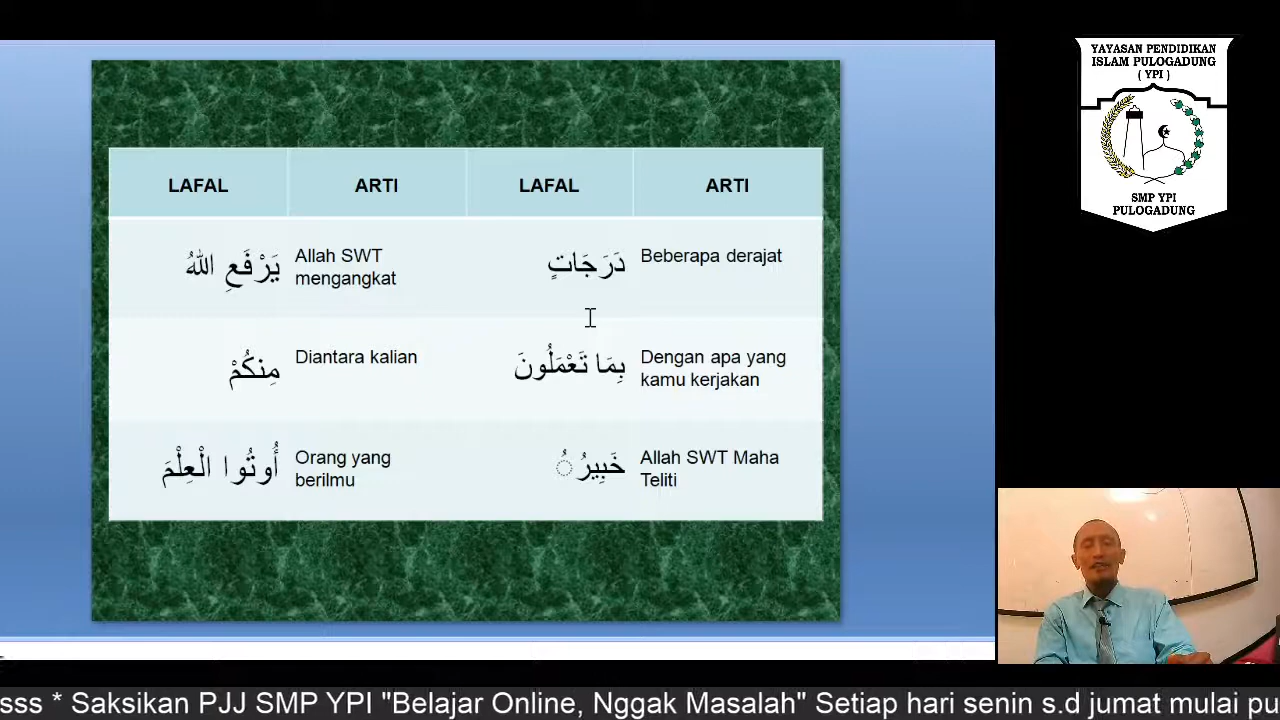 YAYASAN PENDIDIKAN
ISLAM PULOGADUNG
( YPI )
SMP YPI
PULOGADUNG
LAFAL ARTI LAFAL ARTI
يَرْفَعِ اللهُ
Allah SWT
mengangkat
دَرَجَاتٍ
Beberapa derajat
مِنكُمْ
Diantara kalian
بِمَا تَعْمَلُونَ
Dengan apa yang
kamu kerjakan
أُوتُوا الْعِلْمَ
Orang yang
berilmu
خَبِيرُ ُ
Allah SWT Maha
Teliti
sss * Saksikan PJJ SMP YPI "Belajar Online, Nggak Masalah" Setiap hari senin s.d jumat mulai pu